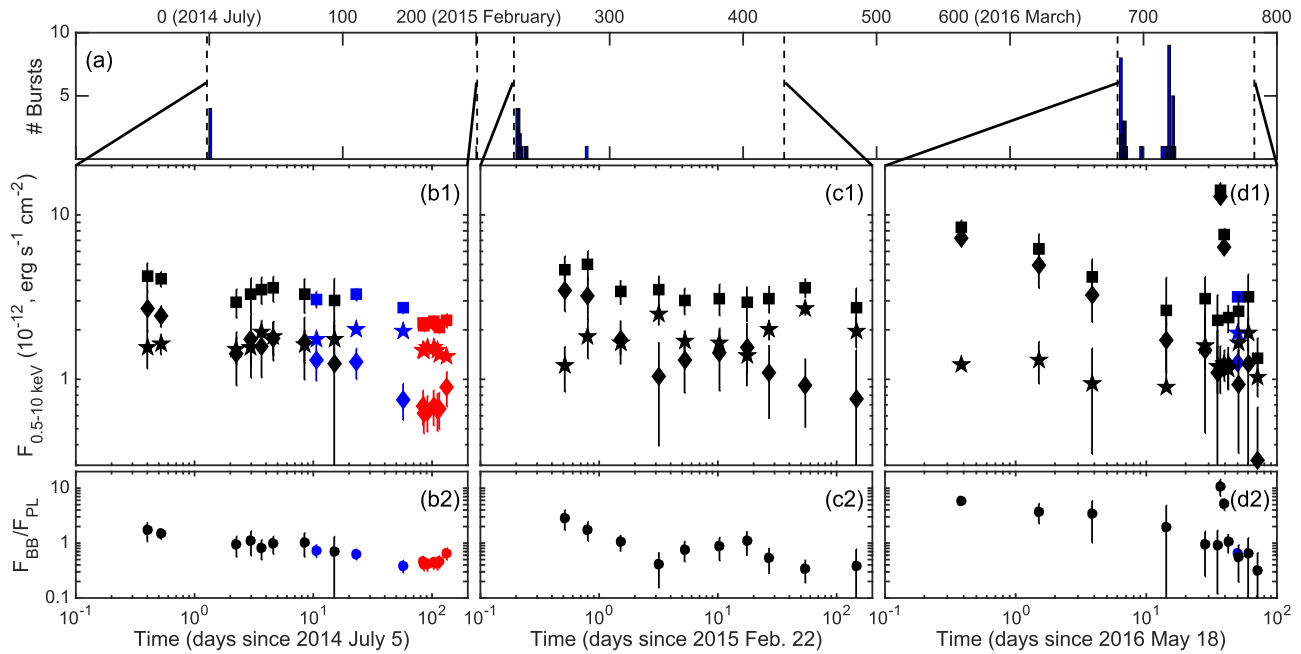 0 (2014 July) 100 200 (2015 February) 300 400 500 600 (2016 March) 700 800
10
5
# Bursts
(a)
(b1) (c1) (d1)
10
1
F0.5-10 keV (10-12, erg s-1 cm-2)
(b2) (c2) (d2)
10
1
0.1
FBB/FPL
10-1 100 101 102 10-1 100 101 102 10-1 100 101 102
Time (days since 2014 July 5) Time (days since 2015 Feb. 22) Time (days since 2016 May 18)